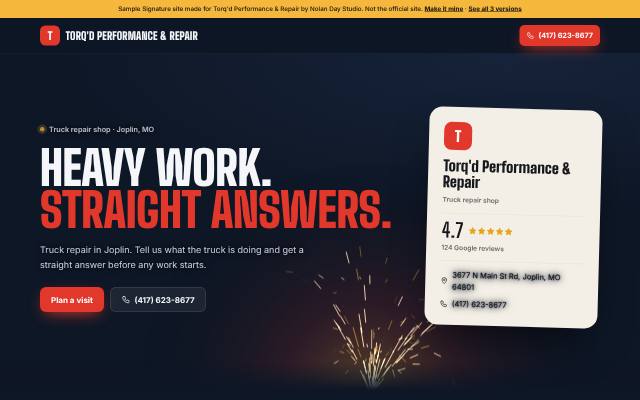 Sample Signature site made for Torq'd Performance & Repair by Nolan Day Studio. Not the official site. Make it mine · See all 3 versions
T TORQ'D PERFORMANCE & REPAIR
(417) 623-8677
Truck repair shop · Joplin, MO
HEAVY WORK.
STRAIGHT ANSWERS.
Truck repair in Joplin. Tell us what the truck is doing and get a
straight answer before any work starts.
Plan a visit
(417) 623-8677
T
Torq'd Performance &
Repair
Truck repair shop
4.7
124 Google reviews
3677 N Main St Rd, Joplin, MO
64801
(417) 623-8677